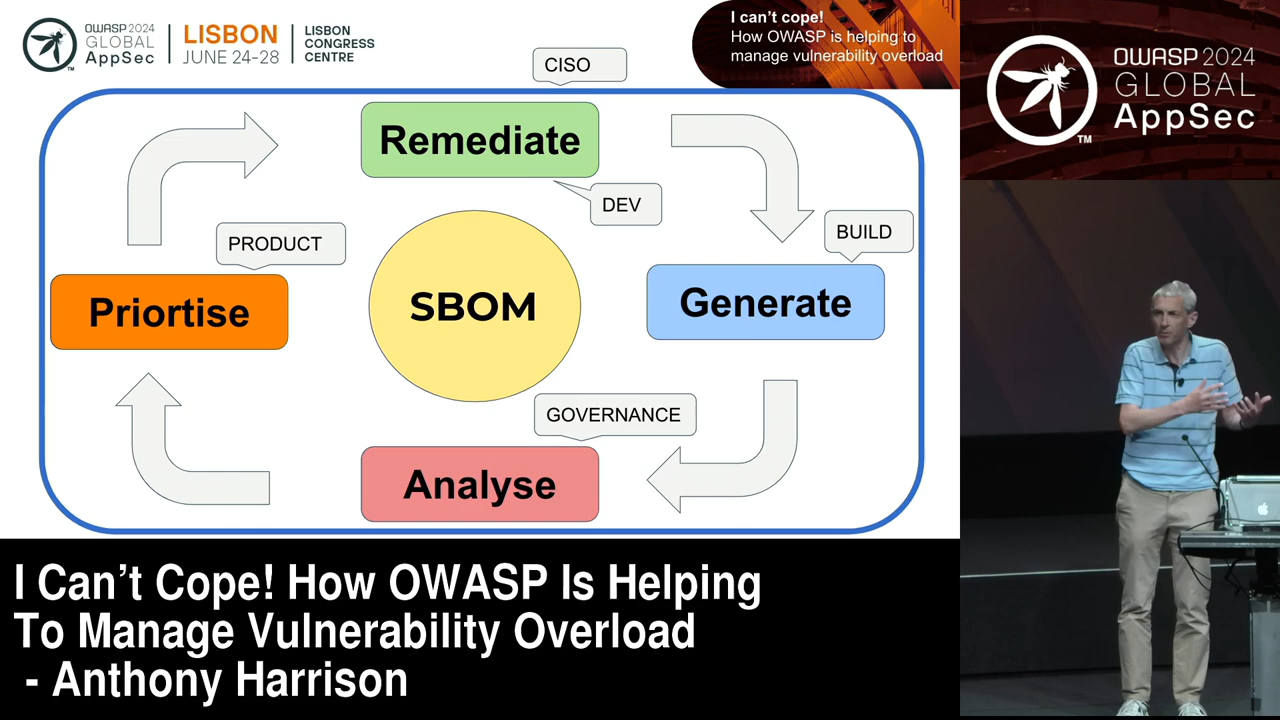 OWASP 2024
GLOBAL
AppSec
TM
LISBON
JUNE 24-28
LISBON
CONGRESS
CENTRE
I can't cope!
How OWASP is helping to
manage vulnerability overload
OWASP 2024
GLOBAL
AppSec
TM
CISO
Remediate
DEV
PRODUCT
BUILD
Priortise
SBOM
Generate
GOVERNANCE
Analyse
I Can't Cope! How OWASP Is Helping
To Manage Vulnerability Overload
- Anthony Harrison